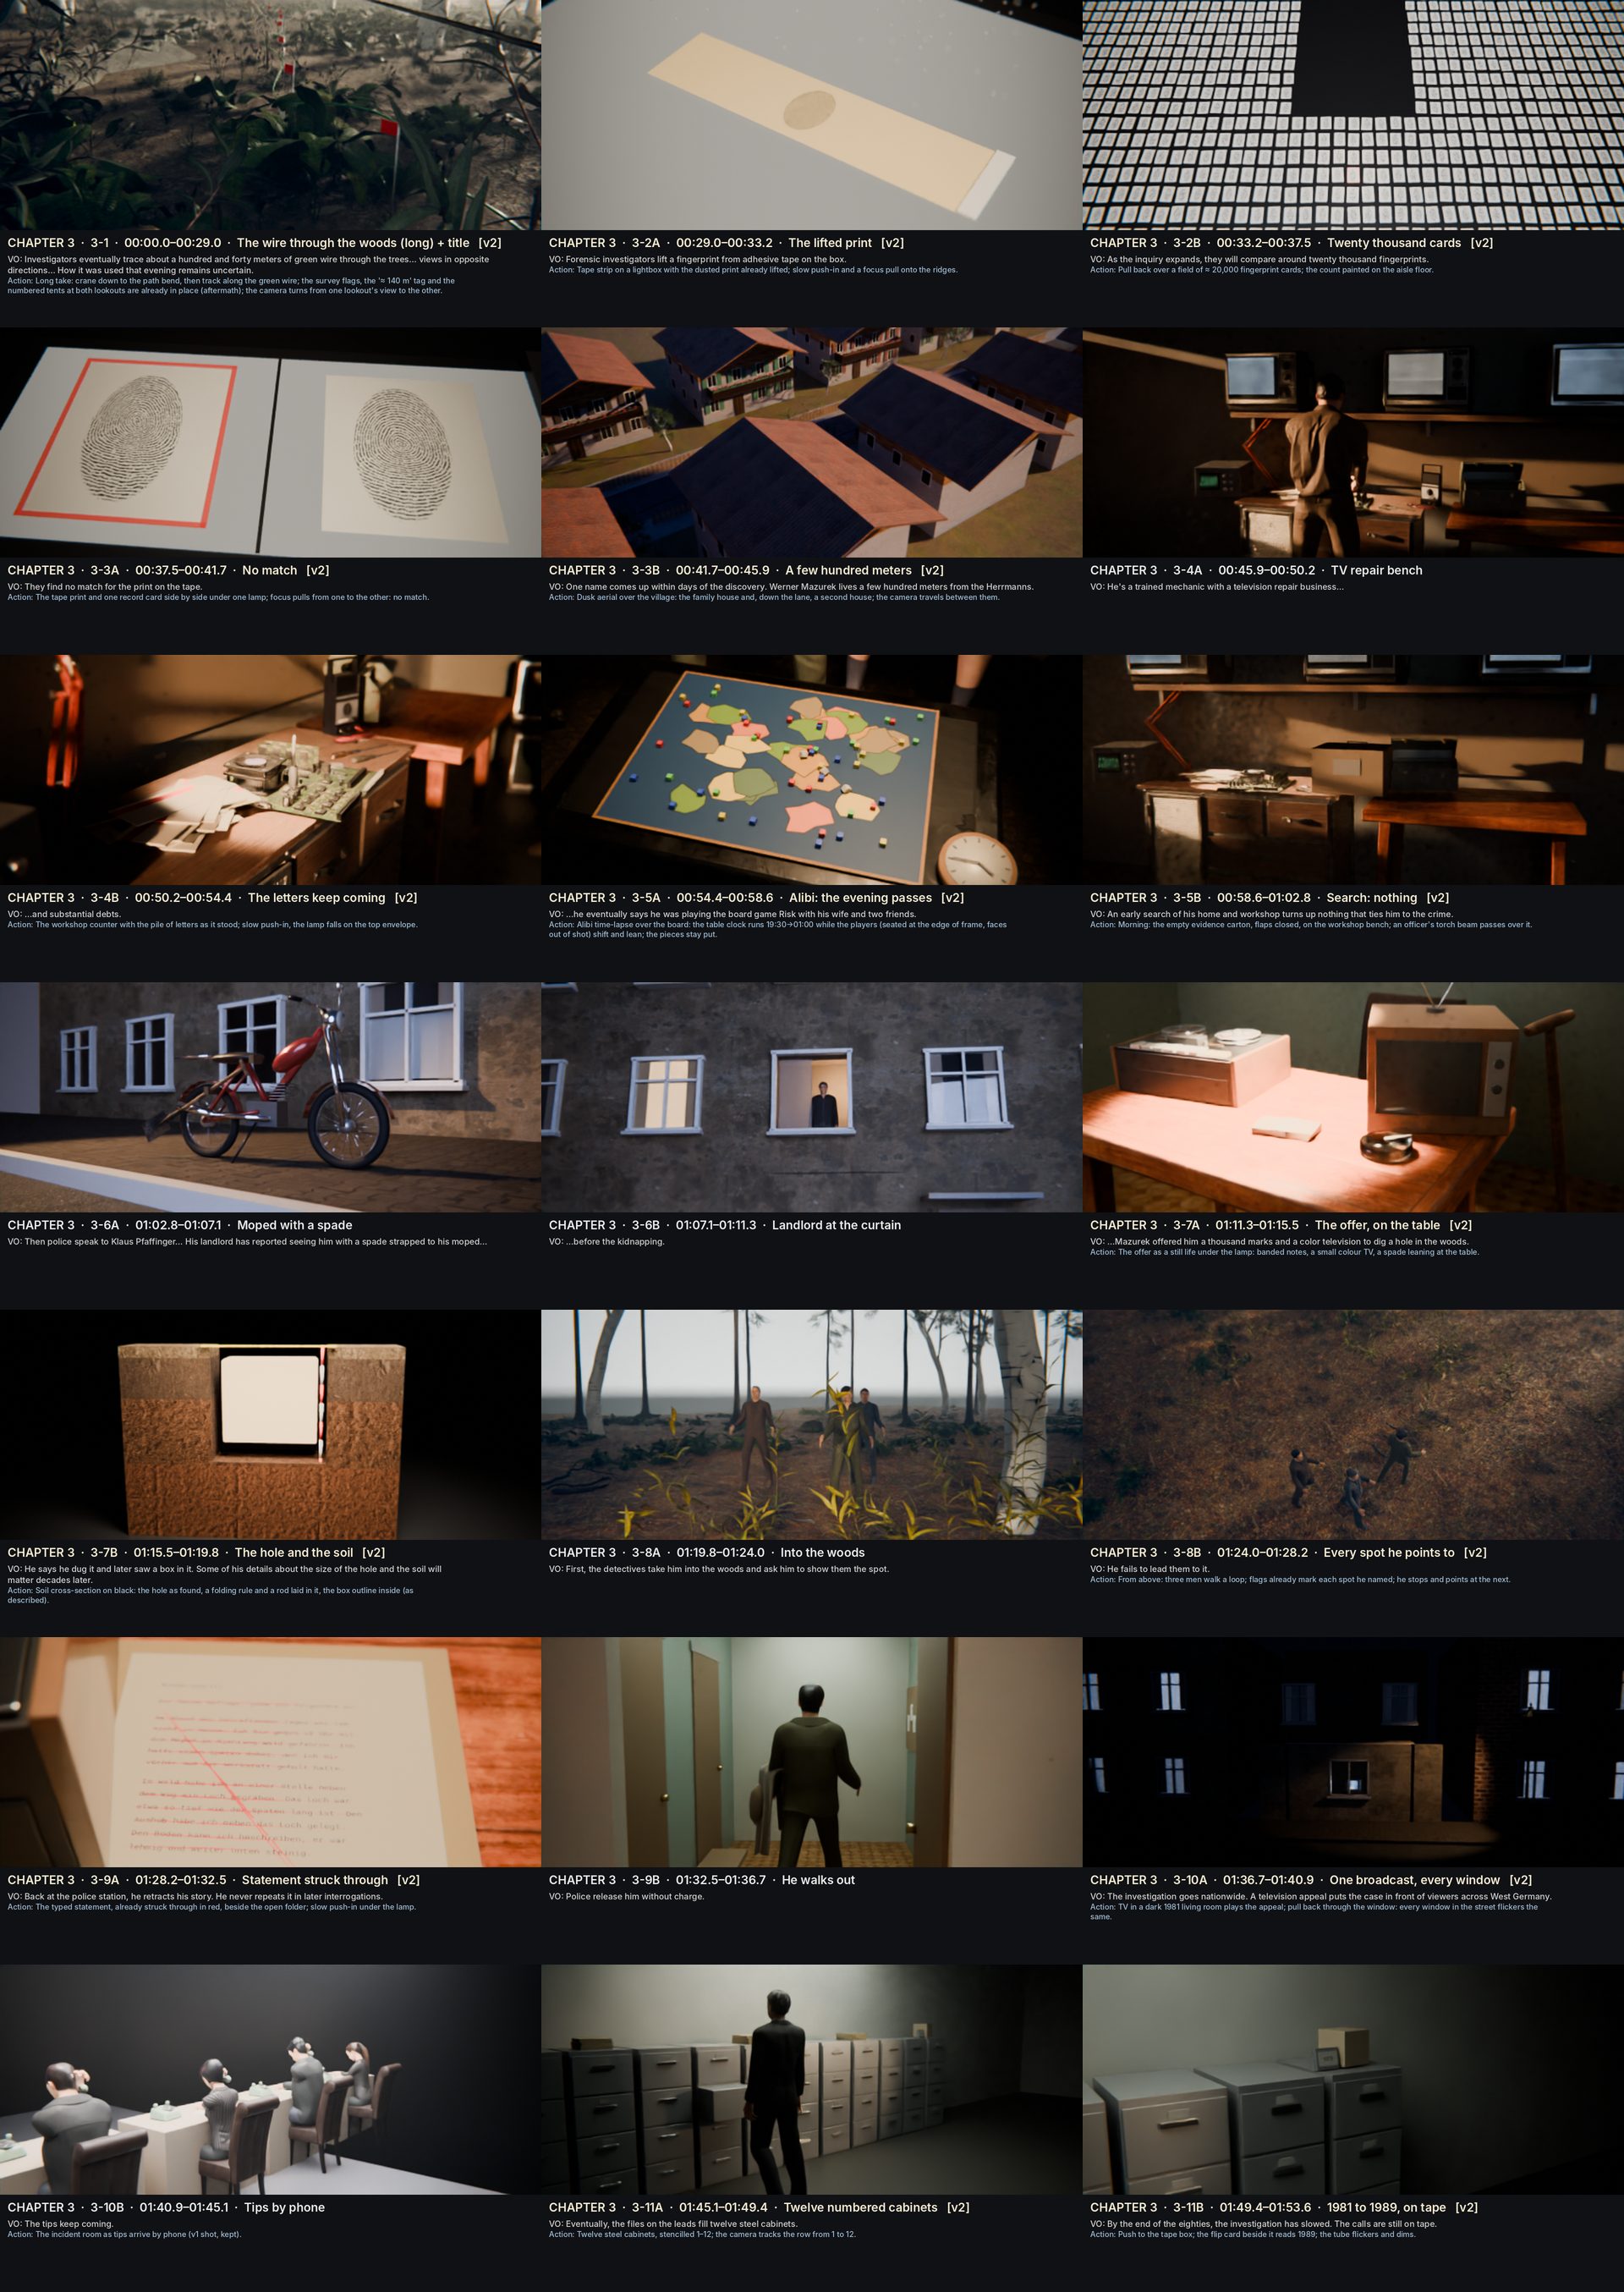 CHAPTER 3 · 3-1 · 00:00.0–00:29.0 · The wire through the woods (long) + title [v2]
VO: Investigators eventually trace about a hundred and forty meters of green wire through the trees... views in opposite
directions... How it was used that evening remains uncertain.
Action: Long take: crane down to the path bend, then track along the green wire; the survey flags, the '≈ 140 m' tag and the
numbered tents at both lookouts are already in place (aftermath); the camera turns from one lookout's view to the other.
CHAPTER 3 · 3-2A · 00:29.0–00:33.2 · The lifted print [v2]
VO: Forensic investigators lift a fingerprint from adhesive tape on the box.
Action: Tape strip on a lightbox with the dusted print already lifted; slow push-in and a focus pull onto the ridges.
CHAPTER 3 · 3-2B · 00:33.2–00:37.5 · Twenty thousand cards [v2]
VO: As the inquiry expands, they will compare around twenty thousand fingerprints.
Action: Pull back over a field of ≈ 20,000 fingerprint cards; the count painted on the aisle floor.
CHAPTER 3 · 3-3A · 00:37.5–00:41.7 · No match [v2]
VO: They find no match for the print on the tape.
Action: The tape print and one record card side by side under one lamp; focus pulls from one to the other: no match.
CHAPTER 3 · 3-3B · 00:41.7–00:45.9 · A few hundred meters [v2]
VO: One name comes up within days of the discovery. Werner Mazurek lives a few hundred meters from the Herrmanns.
Action: Dusk aerial over the village: the family house and, down the lane, a second house; the camera travels between them.
CHAPTER 3 · 3-4A · 00:45.9–00:50.2 · TV repair bench
VO: He's a trained mechanic with a television repair business...
CHAPTER 3 · 3-4B · 00:50.2–00:54.4 · The letters keep coming [v2]
VO: ...and substantial debts.
Action: The workshop counter with the pile of letters as it stood; slow push-in, the lamp falls on the top envelope.
CHAPTER 3 · 3-5A · 00:54.4–00:58.6 · Alibi: the evening passes [v2]
VO: ...he eventually says he was playing the board game Risk with his wife and two friends.
Action: Alibi time-lapse over the board: the table clock runs 19:30→01:00 while the players (seated at the edge of frame, faces
out of shot) shift and lean; the pieces stay put.
CHAPTER 3 · 3-5B · 00:58.6–01:02.8 · Search: nothing [v2]
VO: An early search of his home and workshop turns up nothing that ties him to the crime.
Action: Morning: the empty evidence carton, flaps closed, on the workshop bench; an officer's torch beam passes over it.
CHAPTER 3 · 3-6A · 01:02.8–01:07.1 · Moped with a spade
VO: Then police speak to Klaus Pfaffinger... His landlord has reported seeing him with a spade strapped to his moped...
CHAPTER 3 · 3-6B · 01:07.1–01:11.3 · Landlord at the curtain
VO: ...before the kidnapping.
CHAPTER 3 · 3-7A · 01:11.3–01:15.5 · The offer, on the table [v2]
VO: ...Mazurek offered him a thousand marks and a color television to dig a hole in the woods.
Action: The offer as a still life under the lamp: banded notes, a small colour TV, a spade leaning at the table.
CHAPTER 3 · 3-7B · 01:15.5–01:19.8 · The hole and the soil [v2]
VO: He says he dug it and later saw a box in it. Some of his details about the size of the hole and the soil will
matter decades later.
Action: Soil cross-section on black: the hole as found, a folding rule and a rod laid in it, the box outline inside (as
described).
CHAPTER 3 · 3-8A · 01:19.8–01:24.0 · Into the woods
VO: First, the detectives take him into the woods and ask him to show them the spot.
CHAPTER 3 · 3-8B · 01:24.0–01:28.2 · Every spot he points to [v2]
VO: He fails to lead them to it.
Action: From above: three men walk a loop; flags already mark each spot he named; he stops and points at the next.
CHAPTER 3 · 3-9A · 01:28.2–01:32.5 · Statement struck through [v2]
VO: Back at the police station, he retracts his story. He never repeats it in later interrogations.
Action: The typed statement, already struck through in red, beside the open folder; slow push-in under the lamp.
CHAPTER 3 · 3-9B · 01:32.5–01:36.7 · He walks out
VO: Police release him without charge.
CHAPTER 3 · 3-10A · 01:36.7–01:40.9 · One broadcast, every window [v2]
VO: The investigation goes nationwide. A television appeal puts the case in front of viewers across West Germany.
Action: TV in a dark 1981 living room plays the appeal; pull back through the window: every window in the street flickers the
same.
CHAPTER 3 · 3-10B · 01:40.9–01:45.1 · Tips by phone
VO: The tips keep coming.
Action: The incident room as tips arrive by phone (v1 shot, kept).
CHAPTER 3 · 3-11A · 01:45.1–01:49.4 · Twelve numbered cabinets [v2]
VO: Eventually, the files on the leads fill twelve steel cabinets.
Action: Twelve steel cabinets, stencilled 1–12; the camera tracks the row from 1 to 12.
CHAPTER 3 · 3-11B · 01:49.4–01:53.6 · 1981 to 1989, on tape [v2]
VO: By the end of the eighties, the investigation has slowed. The calls are still on tape.
Action: Push to the tape box; the flip card beside it reads 1989; the tube flickers and dims.